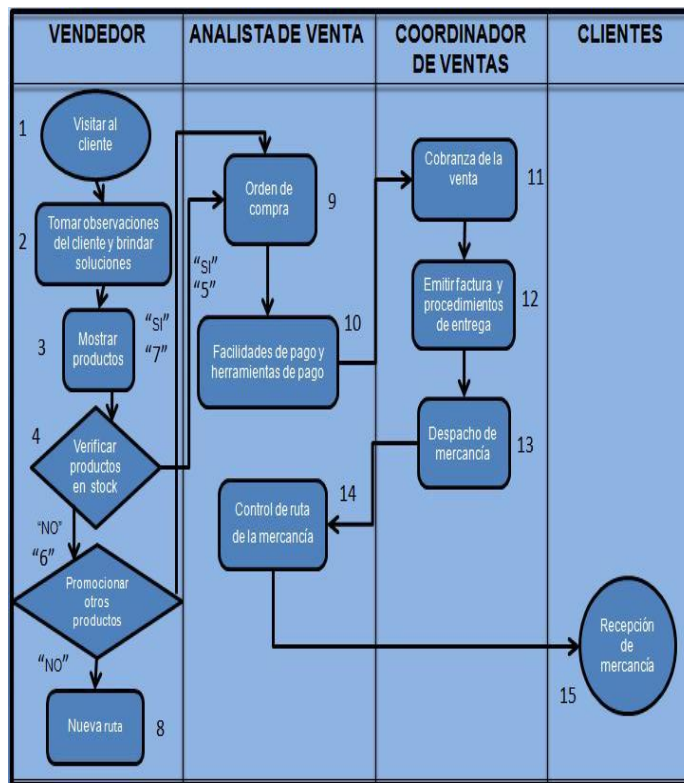 VENDEDOR
ANALISTA DE VENTA
COORDINADOR
DE VENTAS
CLIENTES
1
Visitar al
cliente
2
Tomar observaciones
del cliente y brindar
soluciones
3
Mostrar
productos
“SI”
“7”
4
Verificar
productos
en stock
“NO”
“6”
Promocionar
otros
productos
“NO”
Nueva ruta
8
Orden de
compra
9
“SI”
“5”
10
Facilidades de pago y
herramientas de pago
Cobranza de la
venta
11
Emitir factura y
procedimientos
de entrega
12
Despacho de
mercancía
13
14
Control de ruta
de la mercancía
Recepción
de
mercancía
15